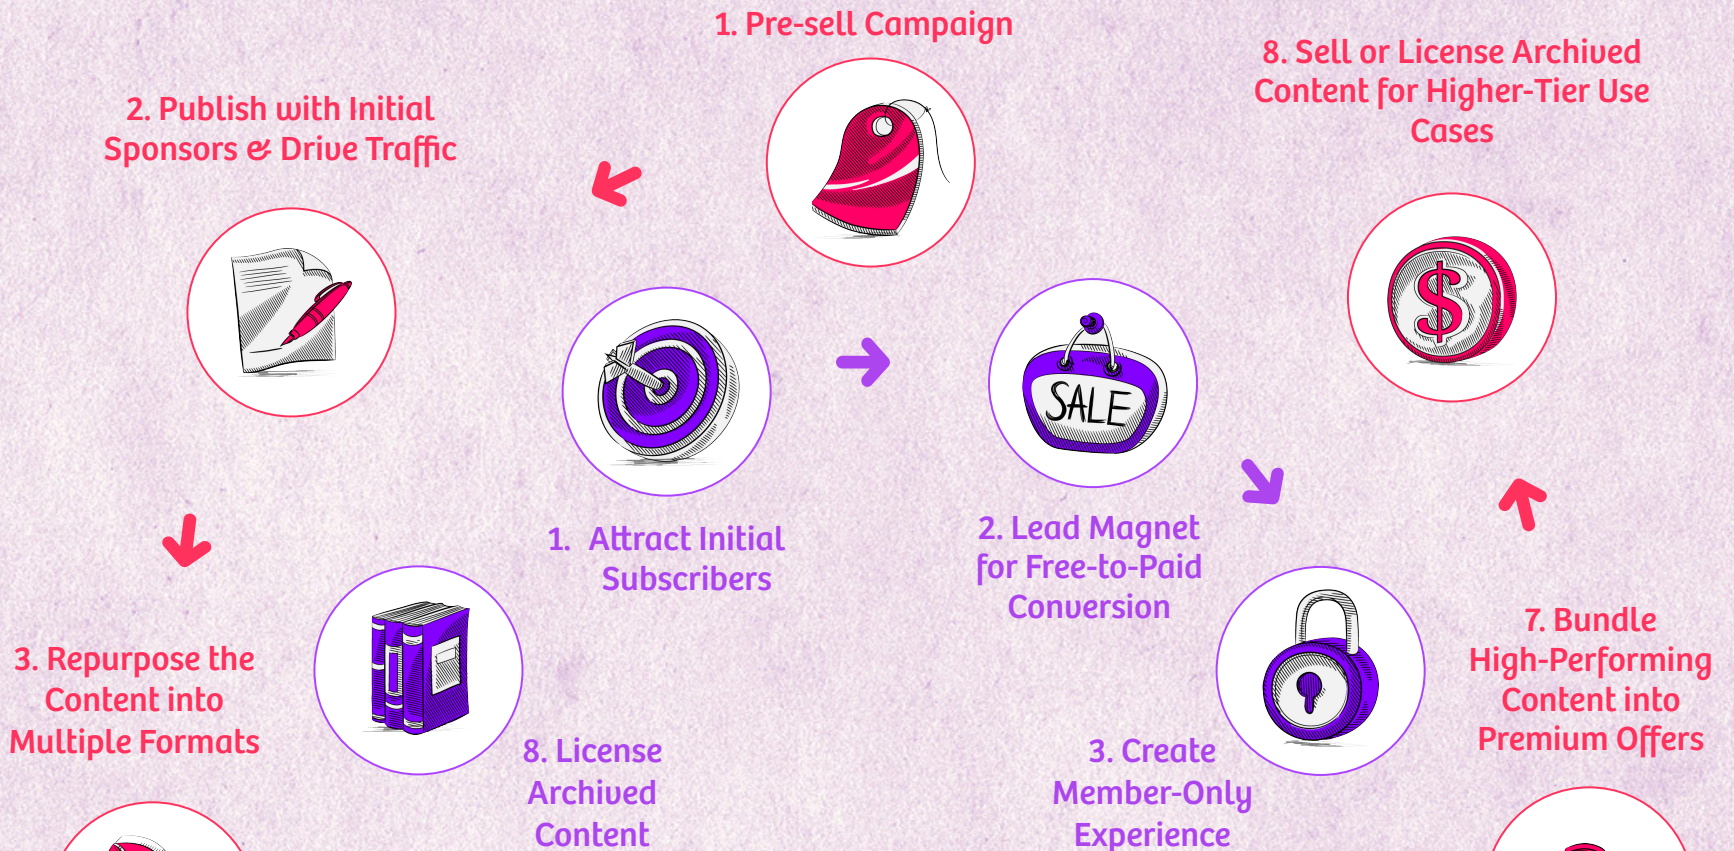 1. Pre-sell Campaign
2. Publish with Initial
Sponsors & Drive Traffic
8. Sell or License Archived
Content for Higher-Tier Use
Cases
SALE
1. Attract Initial
Subscribers
2. Lead Magnet
for Free-to-Paid
Conversion
3. Repurpose the
Content into
Multiple Formats
8. License
Archived
Content
3. Create
Member-Only
Experience
7. Bundle
High-Performing
Content into
Premium Offers